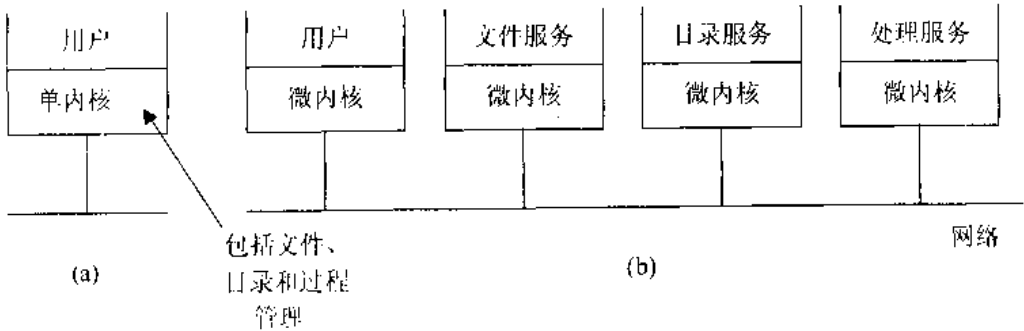 用户
单内核
用户
微内核
文件服务
微内核
目录服务
微内核
处理服务
微内核
包括文件、
目录和过程
管理
(a)
(b)
网络